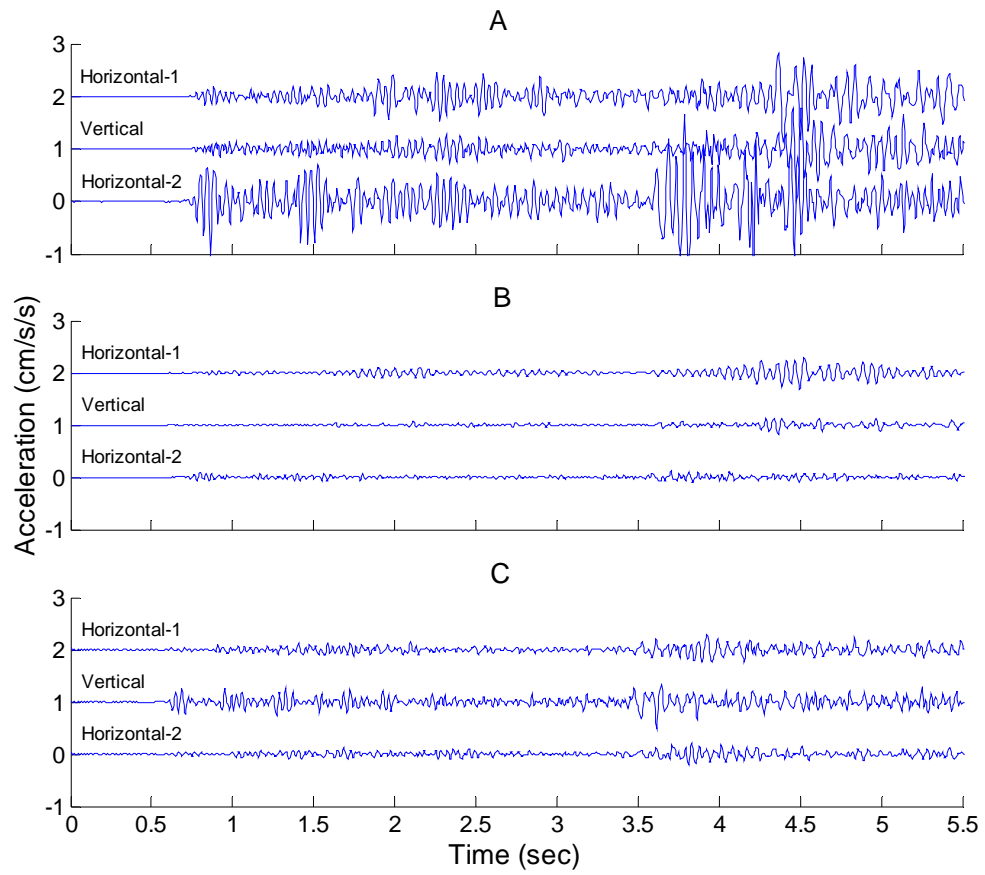 A
3
Horizontal-1
2
Vertical
1
Horizontal-2
0
-1
B
3
Horizontal-1
2
Vertical
1
Horizontal-2
0
-1
Acceleration (cm/s/s)
C
3
Horizontal-1
2
Vertical
1
Horizontal-2
0
-1
0 0.5 1 1.5 2 2.5 3 3.5 4 4.5 5 5.5
Time (sec)